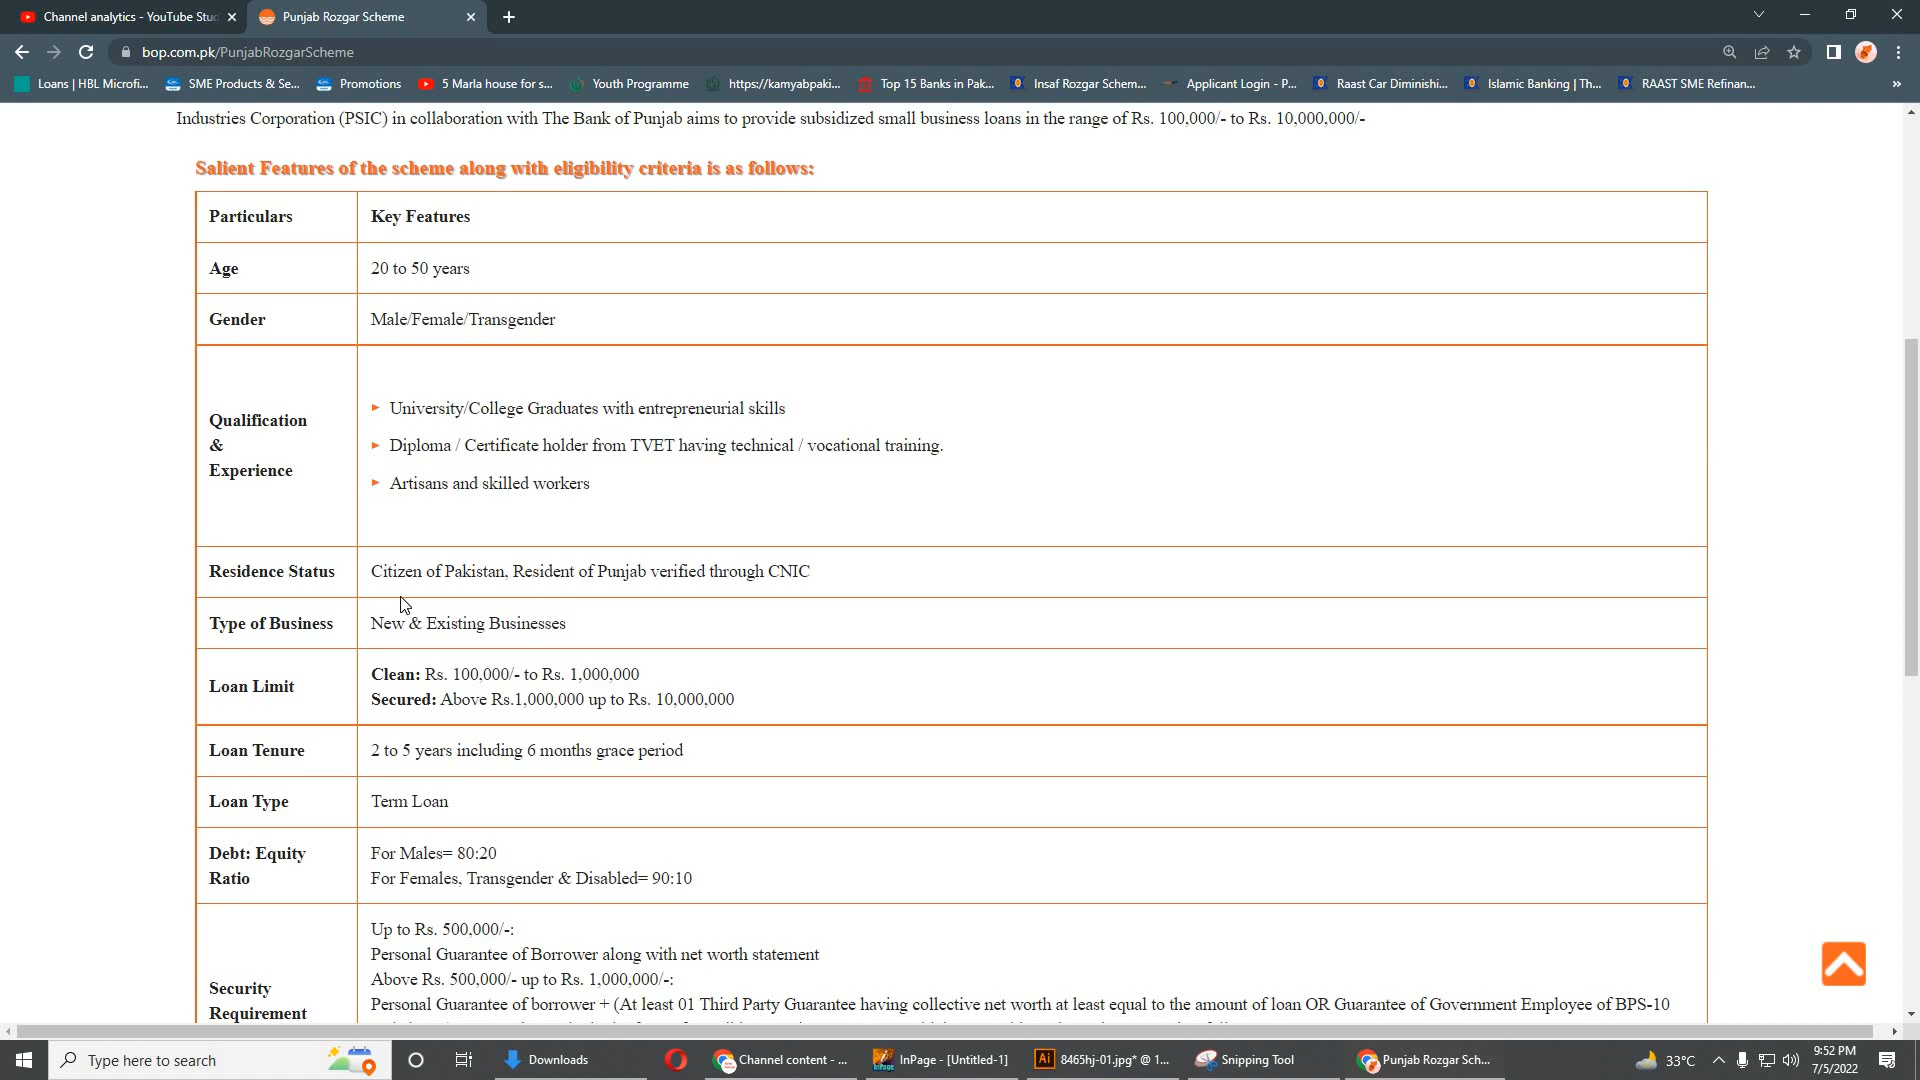 Channel analytics - YouTube Stud
Punjab Rozgar Scheme
bop.com.pk/PunjabRozgarScheme
Loans | HBL Microfi...
SME Products & Se...
Promotions
5 Marla house for s...
Youth Programme
https://kamyabpaki...
Top 15 Banks in Pak...
Insaf Rozgar Schem...
Applicant Login - P...
Raast Car Diminishi...
Islamic Banking | Th...
RAAST SME Refinan...
»
Industries Corporation (PSIC) in collaboration with The Bank of Punjab aims to provide subsidized small business loans in the range of Rs. 100,000/- to Rs. 10,000,000/-
Salient Features of the scheme along with eligibility criteria is as follows:
Particulars
Key Features
Age
20 to 50 years
Gender
Male/Female/Transgender
Qualification
&
Experience
University/College Graduates with entrepreneurial skills
Diploma / Certificate holder from TVET having technical / vocational training.
Artisans and skilled workers
Residence Status
Citizen of Pakistan, Resident of Punjab verified through CNIC
Type of Business
New & Existing Businesses
Loan Limit
Clean: Rs. 100,000/- to Rs. 1,000,000
Secured: Above Rs.1,000,000 up to Rs. 10,000,000
Loan Tenure
2 to 5 years including 6 months grace period
Loan Type
Term Loan
Debt: Equity
Ratio
For Males= 80:20
For Females, Transgender & Disabled= 90:10
Security
Requirement
Up to Rs. 500,000/-:
Personal Guarantee of Borrower along with net worth statement
Above Rs. 500,000/- up to Rs. 1,000,000/-:
Personal Guarantee of borrower + (At least 01 Third Party Guarantee having collective net worth at least equal to the amount of loan OR Guarantee of Government Employee of BPS-10
Type here to search
Downloads
Channel content - ...
InPage - [Untitled-1]
Ai
8465hj-01.jpg* @ 1...
Snipping Tool
Punjab Rozgar Sch...
33°C
9:52 PM
7/5/2022